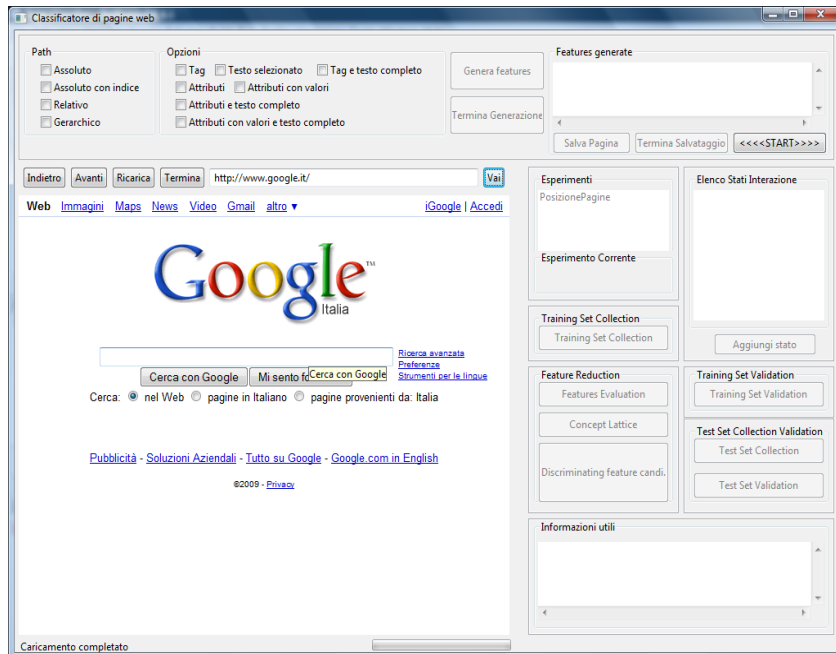 Classificatore di pagine web
Path
Assoluto
Assoluto con indice
Relativo
Gerarchico
Opzioni
Tag Testo selezionato Tag e testo completo
Attributi Attributi con valori
Attributi e testo completo
Attributi con valori e testo completo
Genera features
Termina Generazione
Features generate
Salva Pagina Termina Salvataggio <<<<START>>>>
Indietro Avanti Ricarica Termina http://www.google.it/ Vai
Web Immagini Maps News Video Gmail altro ▼ iGoogle | Accedi
Google™
Italia
Ricerca avanzata
Preferenze
Strumenti per le lingue
Cerca con Google Mi sento fo Cerca con Google
Cerca: nel Web pagine in Italiano pagine provenienti da: Italia
Pubblicità - Soluzioni Aziendali - Tutto su Google - Google.com in English
©2009 - Privacy
Caricamento completato
Esperimenti
PosizionePagine
Esperimento Corrente
Elenco Stati Interazione
Aggiungi stato
Training Set Collection
Training Set Collection
Feature Reduction
Features Evaluation
Concept Lattice
Discriminating feature candi.
Training Set Validation
Training Set Validation
Test Set Collection Validation
Test Set Collection
Test Set Validation
Informazioni utili